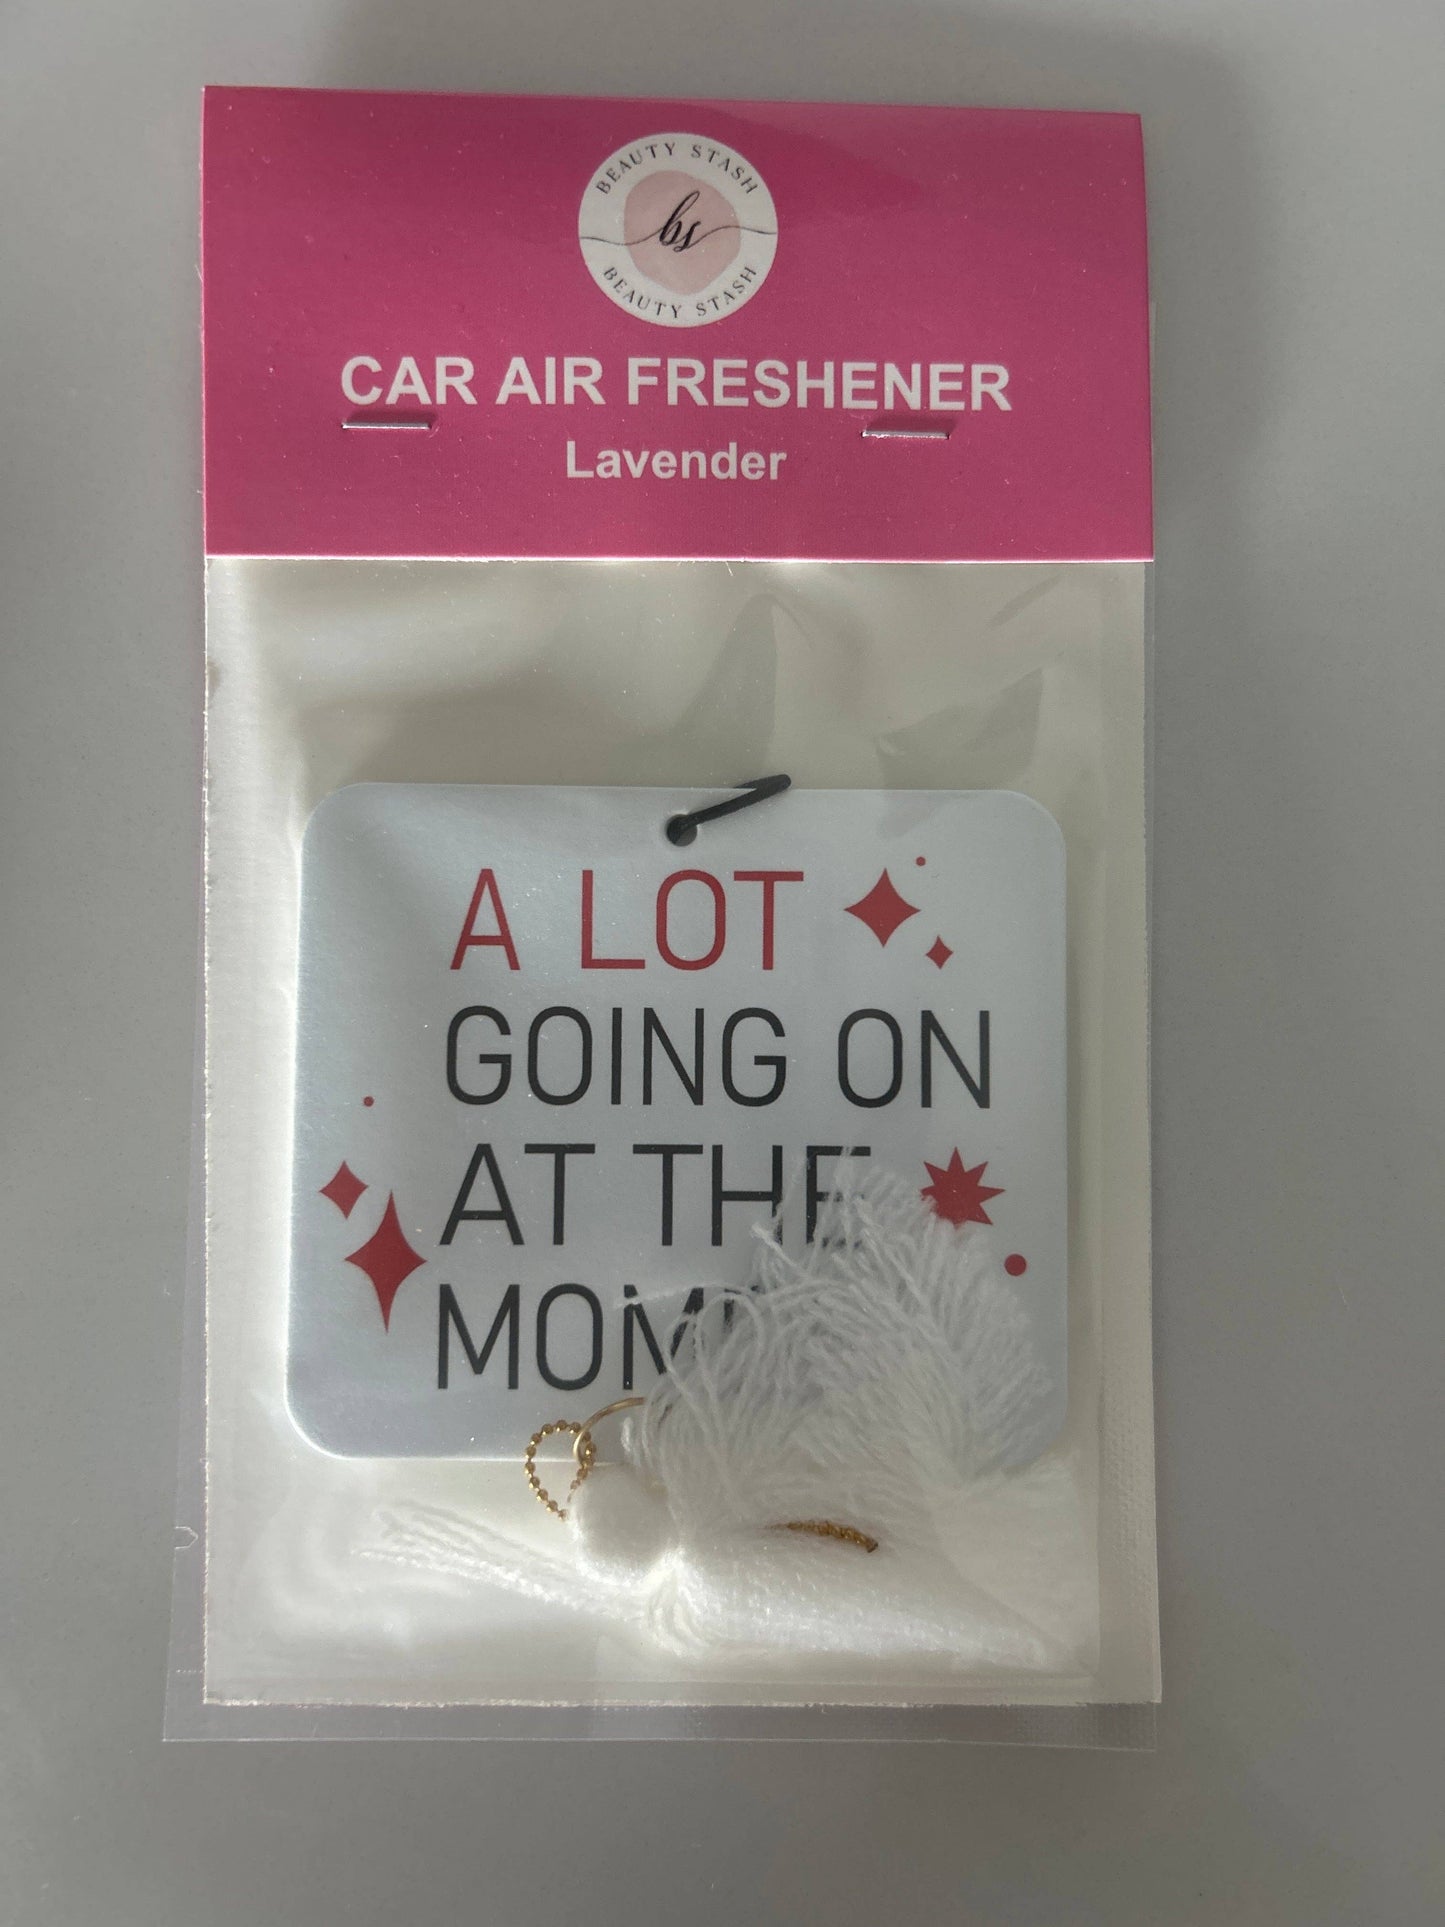 BEAUTY STASH
bs
BEAUTY STASH
CAR AIR FRESHENER
Lavender
A LOT
GOING ON
AT THE